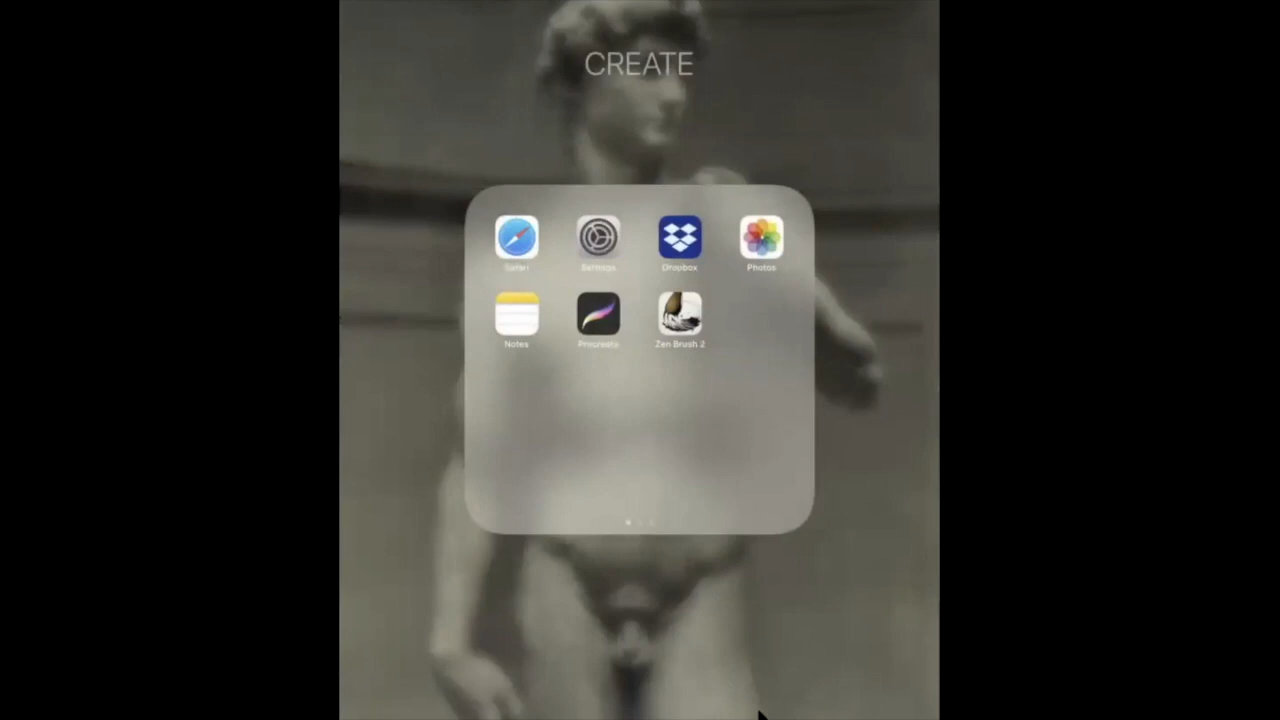 CREATE
Safari
Settings
Dropbox
Photos
Notes
Procreate
Zen Brush 2